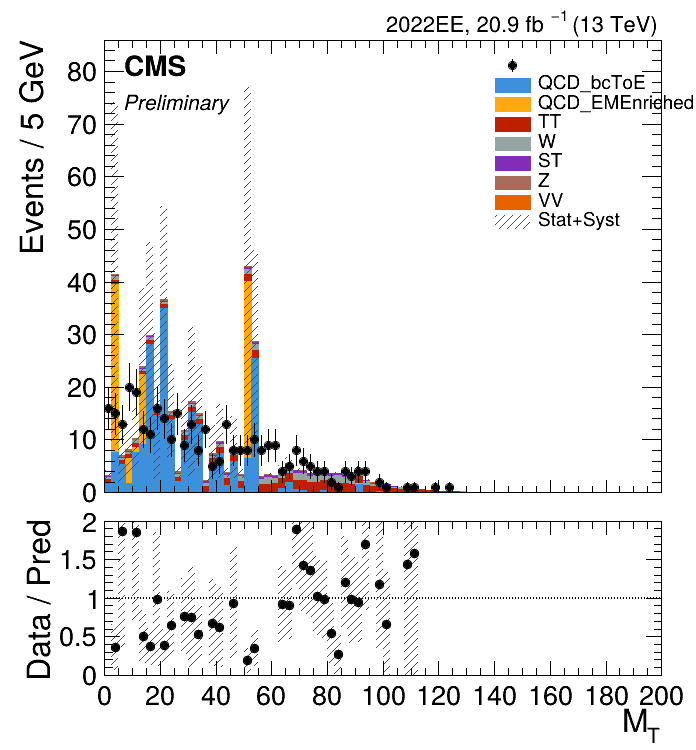 2022EE, 20.9 fb⁻¹ (13 TeV)
Events / 5 GeV
CMS
Preliminary
QCD_bcToE
QCD_EMEnriehed
TT
W
ST
Z
VV
Stat+Syst
80
70
60
50
40
30
20
10
0
Data / Pred
2
1.5
1
0.5
0
0 20 40 60 80 100 120 140 160 180 200
M_T